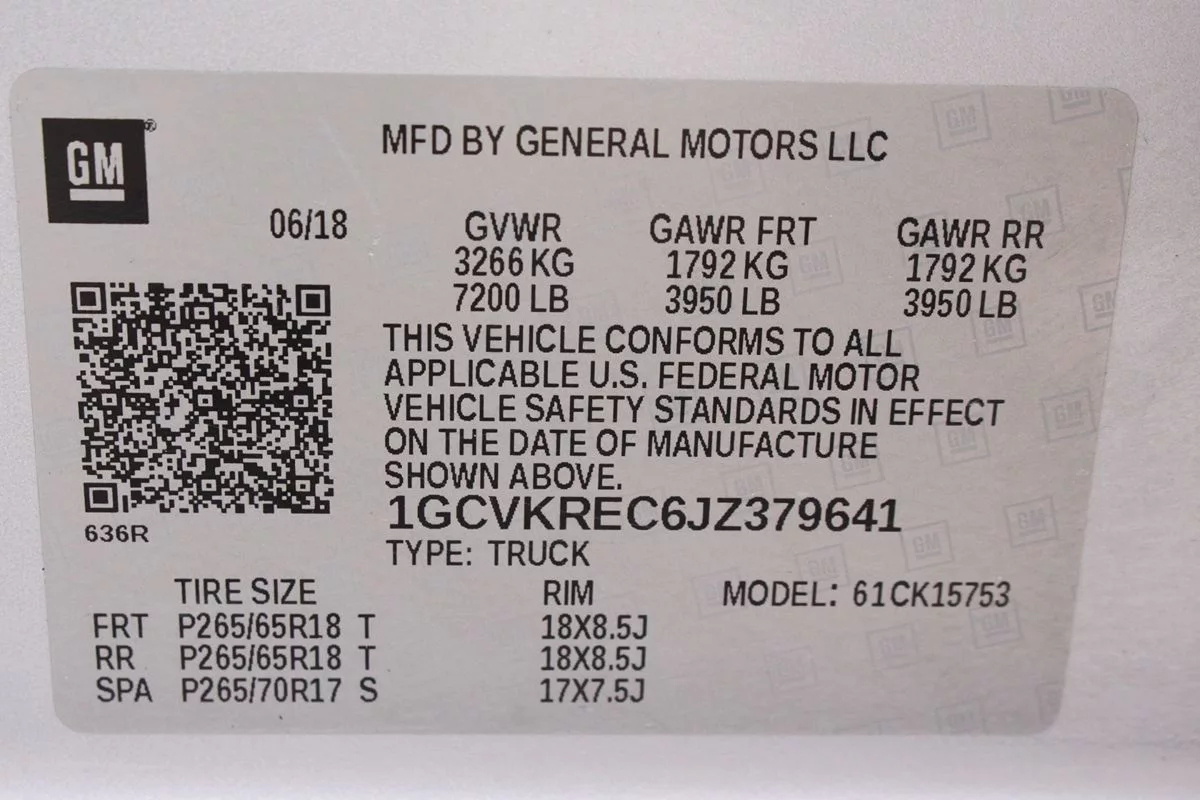 GM
MFD BY GENERAL MOTORS LLC
06/18 GVWR GAWR FRT GAWR RR
3266 KG 1792 KG 1792 KG
7200 LB 3950 LB 3950 LB
THIS VEHICLE CONFORMS TO ALL
APPLICABLE U.S. FEDERAL MOTOR
VEHICLE SAFETY STANDARDS IN EFFECT
ON THE DATE OF MANUFACTURE
SHOWN ABOVE.
636R 1GCVKREC6JZ379641
TYPE: TRUCK
TIRE SIZE RIM MODEL: 61CK15753
FRT P265/65R18 T 18X8.5J
RR P265/65R18 T 18X8.5J
SPA P265/70R17 S 17X7.5J